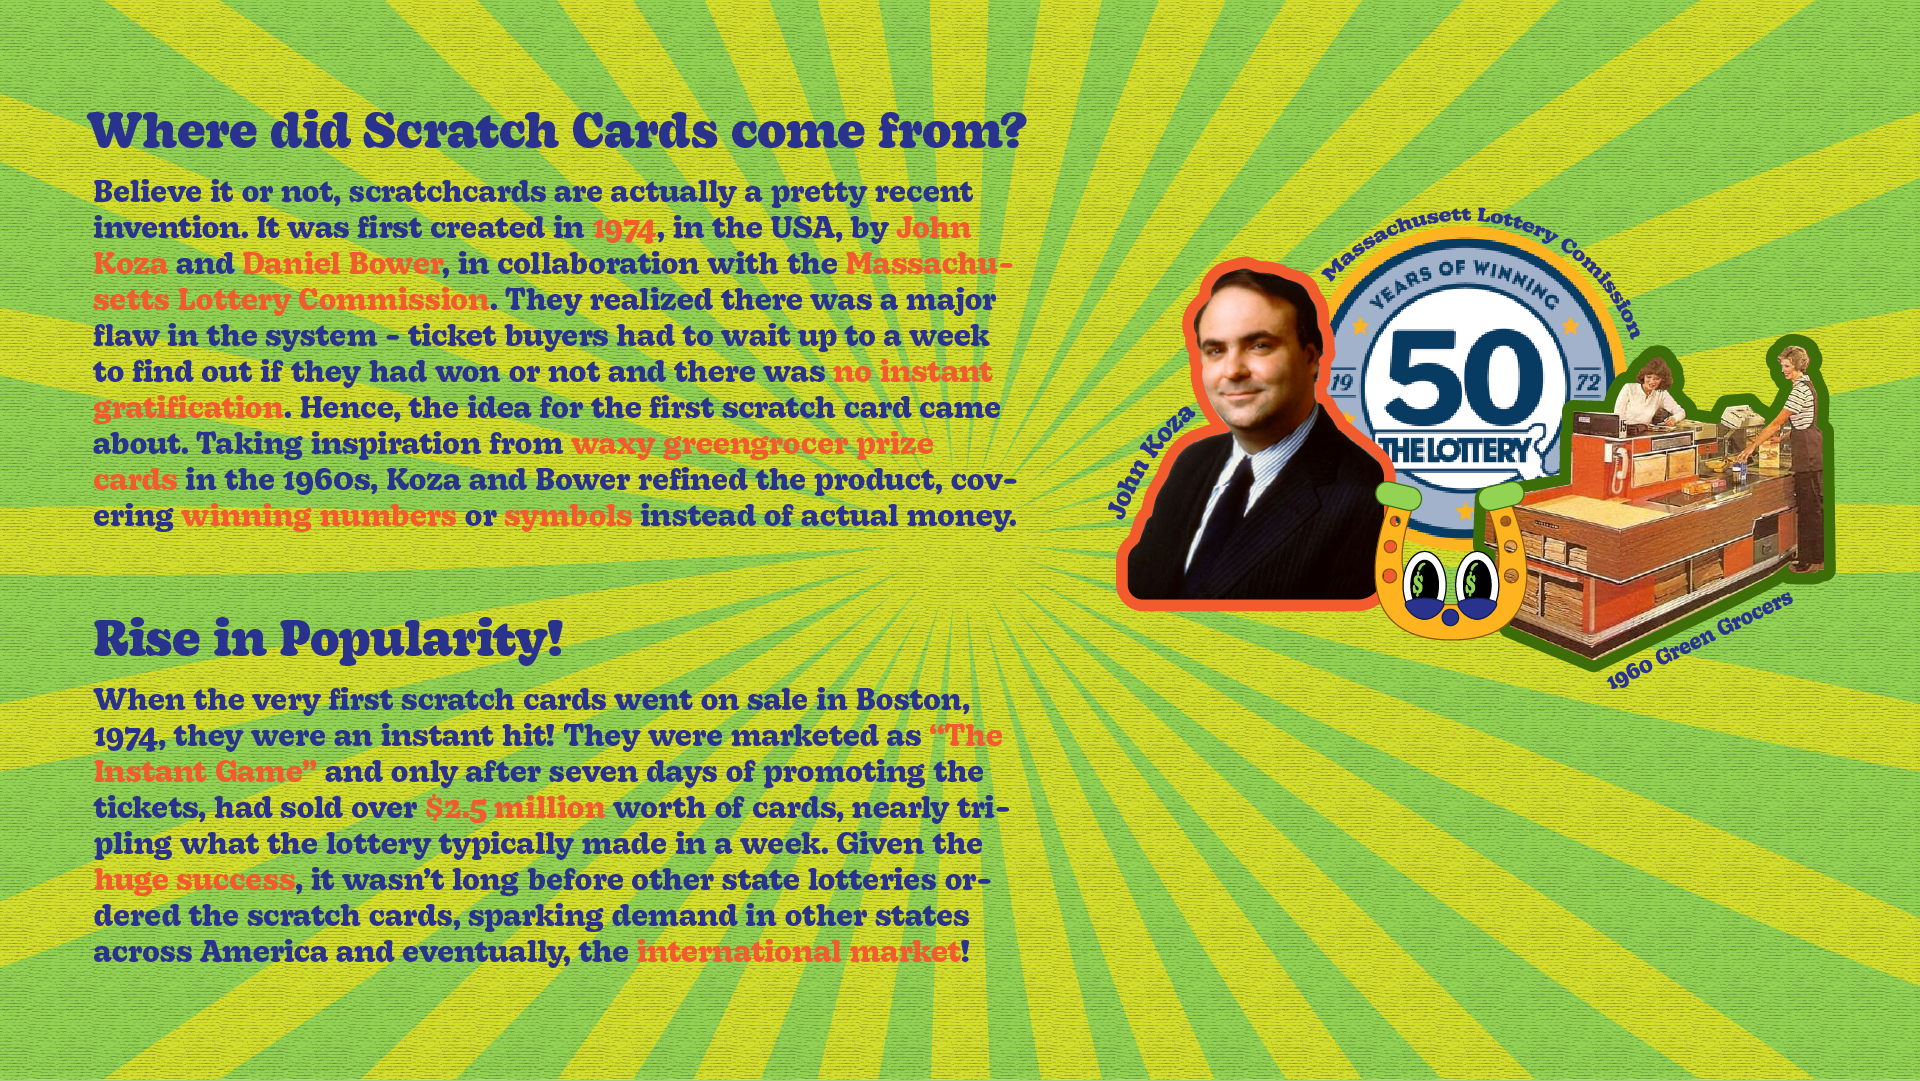 Where did Scratch Cards come from?
Believe it or not, scratchcards are actually a pretty recent
invention. It was first created in 1974, in the USA, by John
Koza and Daniel Bower, in collaboration with the Massachu-
setts Lottery Commission. They realized there was a major
flaw in the system - ticket buyers had to wait up to a week
to find out if they had won or not and there was no instant
gratification. Hence, the idea for the first scratch card came
about. Taking inspiration from waxy greengrocer prize
cards in the 1960s, Koza and Bower refined the product, cov-
ering winning numbers or symbols instead of actual money.
Rise in Popularity!
When the very first scratch cards went on sale in Boston,
1974, they were an instant hit! They were marketed as “The
Instant Game” and only after seven days of promoting the
tickets, had sold over $2.5 million worth of cards, nearly tri-
pling what the lottery typically made in a week. Given the
huge success, it wasn’t long before other state lotteries or-
dered the scratch cards, sparking demand in other states
across America and eventually, the international market!
John Koza
Massachusett Lottery Comission
YEARS OF WINNING
19 50 72
THE LOTTERY
$ $
1960 Green Grocers